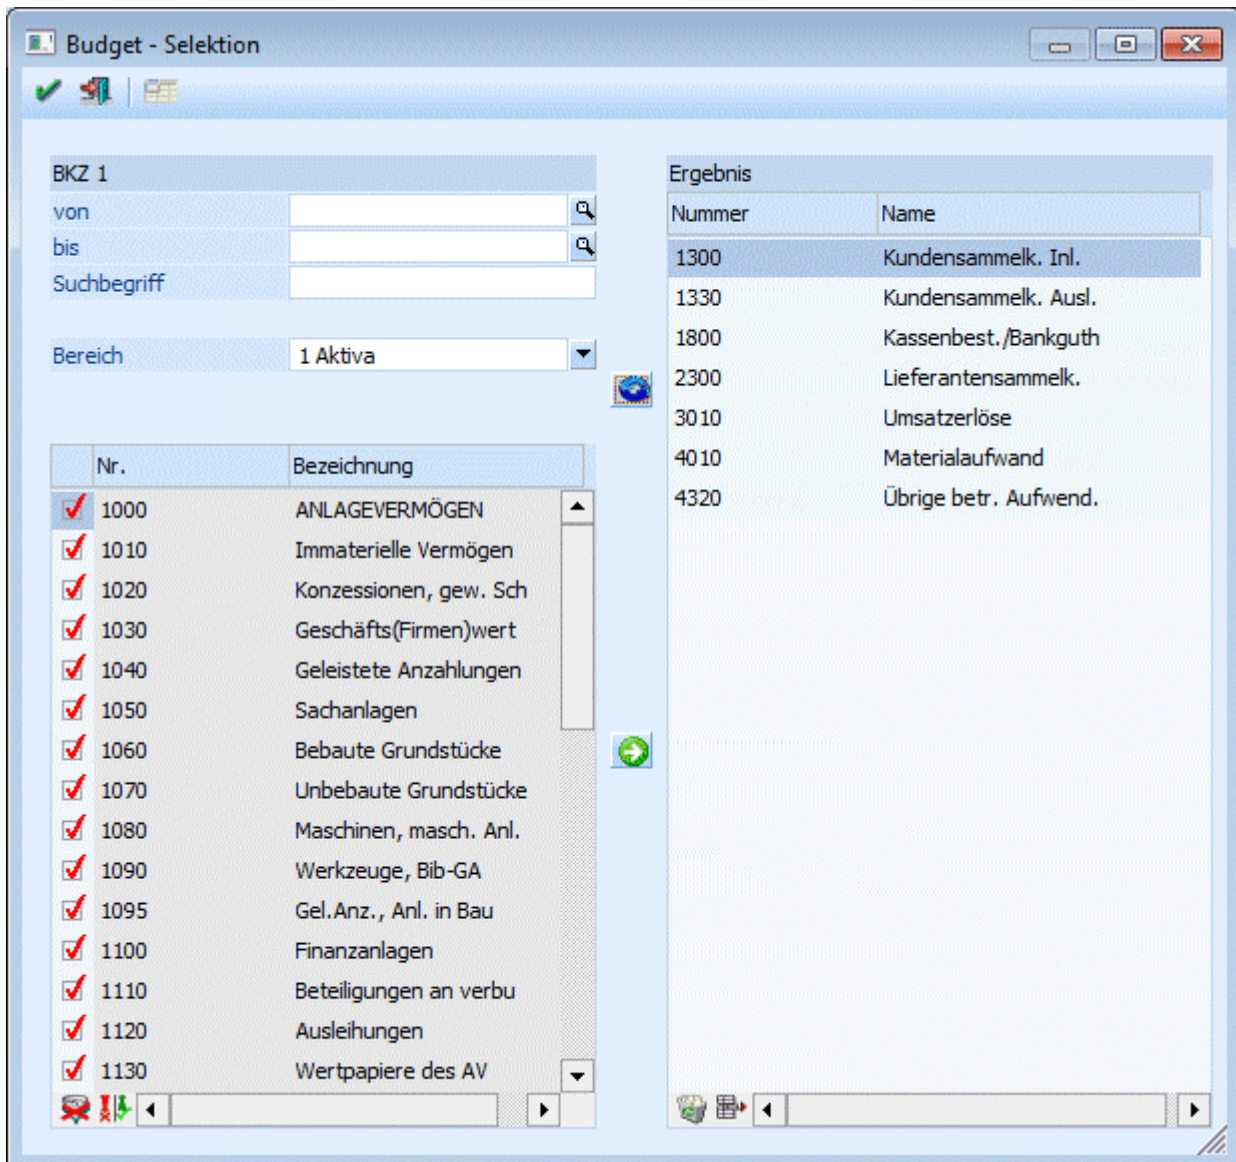 Budget - Selektion
BKZ 1
von
bis
Suchbegriff
Bereich 1 Aktiva
Nr. Bezeichnung
1000 ANLAGEVERMÖGEN
1010 Immaterielle Vermögen
1020 Konzessionen, gew. Sch
1030 Geschäfts(Firmen)wert
1040 Geleistete Anzahlungen
1050 Sachanlagen
1060 Bebaute Grundstücke
1070 Unbebaute Grundstücke
1080 Maschinen, masch. Anl.
1090 Werkzeuge, Bib-GA
1095 Gel.Anz., Anl. in Bau
1100 Finanzanlagen
1110 Beteiligungen an verbu
1120 Ausleihungen
1130 Wertpapiere des AV
Ergebnis
Nummer Name
1300 Kundensammelk. Inl.
1330 Kundensammelk. Ausl.
1800 Kassenbest./Bankguth
2300 Lieferantensammelk.
3010 Umsatzerlöse
4010 Materialaufwand
4320 Übrige betr. Aufwend.